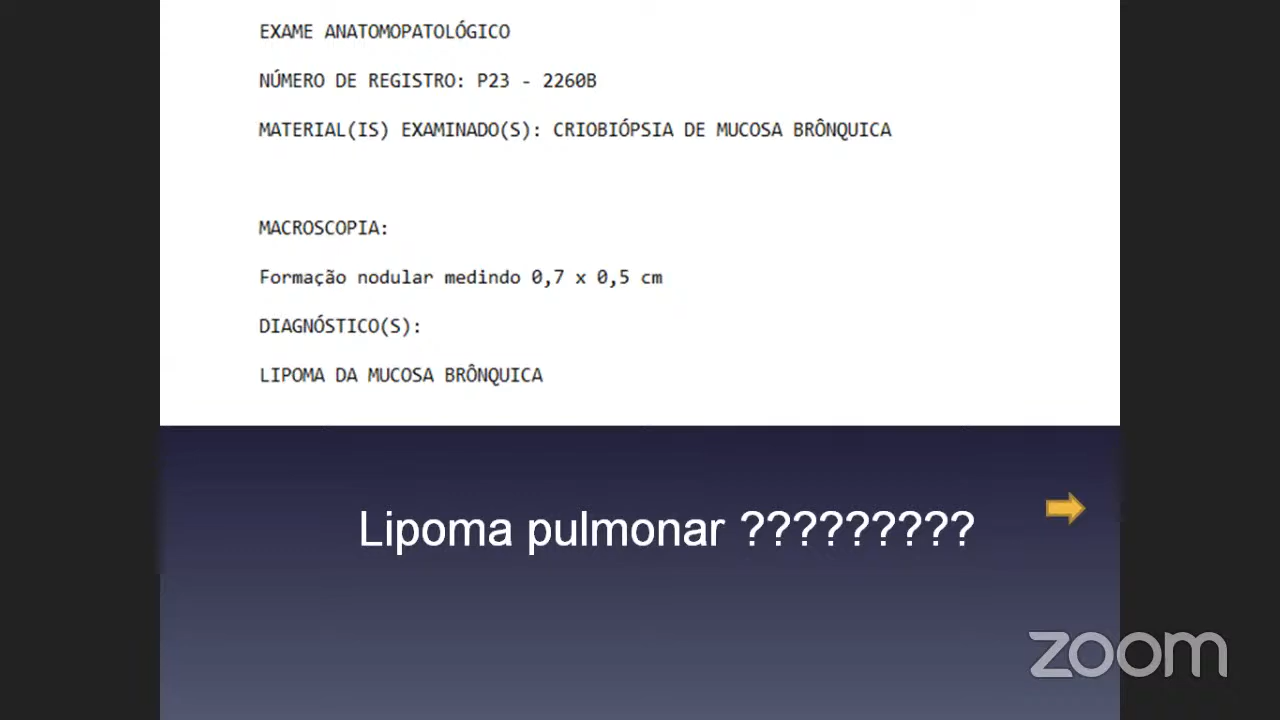 EXAME ANATOMOPATOLÓGICO
NÚMERO DE REGISTRO: P23 - 2260B
MATERIAL(IS) EXAMINADO(S): CRIOBIÓPSIA DE MUCOSA BRÔNQUICA
MACROSCOPIA:
Formação nodular medindo 0,7 x 0,5 cm
DIAGNÓSTICO(S):
LIPOMA DA MUCOSA BRÔNQUICA
Lipoma pulmonar ?????????
zoom